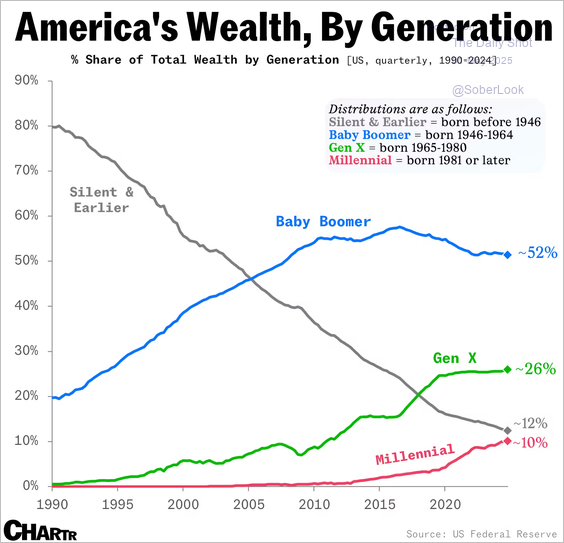 America's Wealth, By Generation
The Daily Shot
% Share of Total Wealth by Generation [US, quarterly, 1990-2024]
2025
@SoberLook
90%
80%
70%
60%
50%
40%
30%
20%
10%
0%
Distributions are as follows:
Silent & Earlier = born before 1946
Baby Boomer = born 1946-1964
Gen X = born 1965-1980
Millennial = born 1981 or later
Silent &
Earlier
Baby Boomer
~52%
Gen X
~26%
~12%
Millennial
~10%
1990
1995
2000
2005
2010
2015
2020
CHARTR
Source: US Federal Reserve